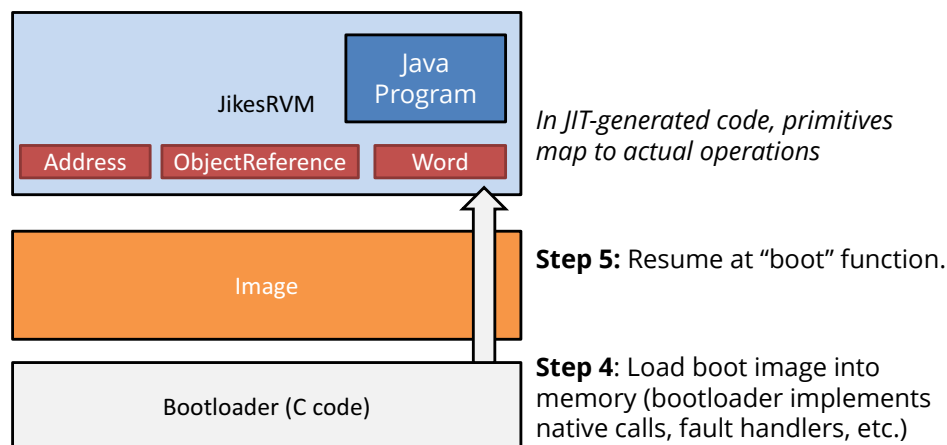 Java
Program
JikesRVM
In JIT-generated code, primitives
map to actual operations
Address
ObjectReference
Word
Step 5: Resume at “boot” function.
Image
Step 4: Load boot image into
memory (bootloader implements
native calls, fault handlers, etc.)
Bootloader (C code)